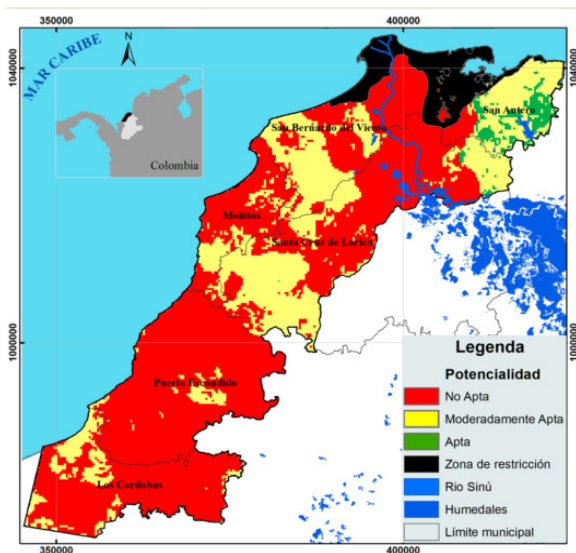 350000
400000
MAR CARIBE
N
1040000
1040000
San Antero
San Bernardo del Viento
Colombia
Moñitos
Santa Cruz de Lorica
1000000
1000000
Puerto Escondido
Los Cordobas
Legenda
Potencialidad
No Apta
Moderadamente Apta
Apta
Zona de restricción
Rio Sinú
Humedales
Límite municipal
350000
400000